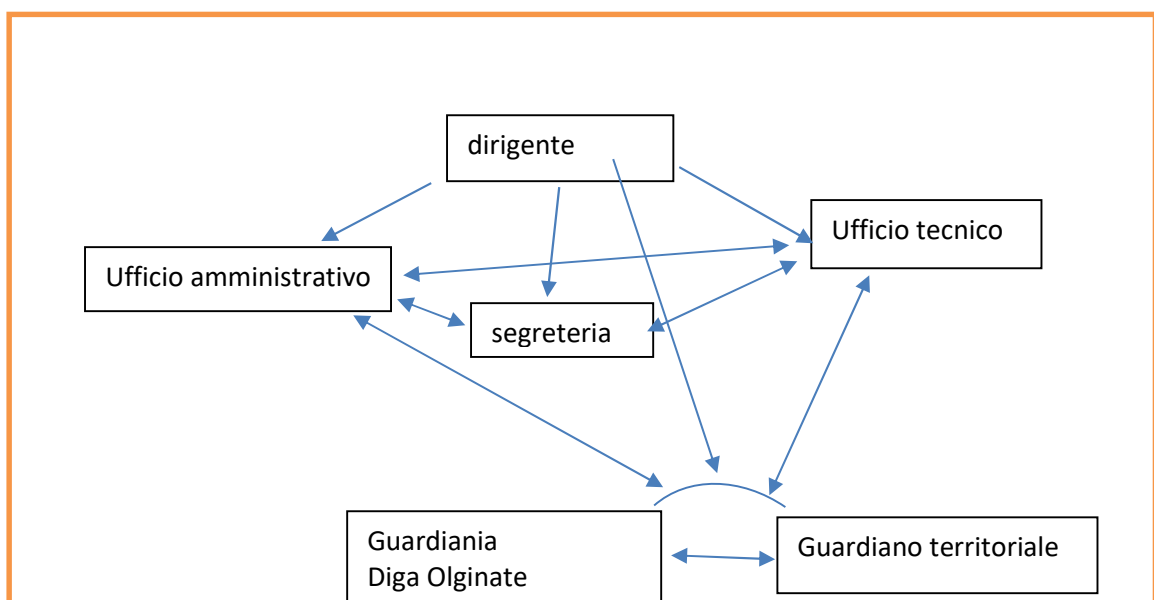 dirigente
Ufficio tecnico
Ufficio amministrativo
segreteria
Guardiania
Diga Olginate
Guardiano territoriale